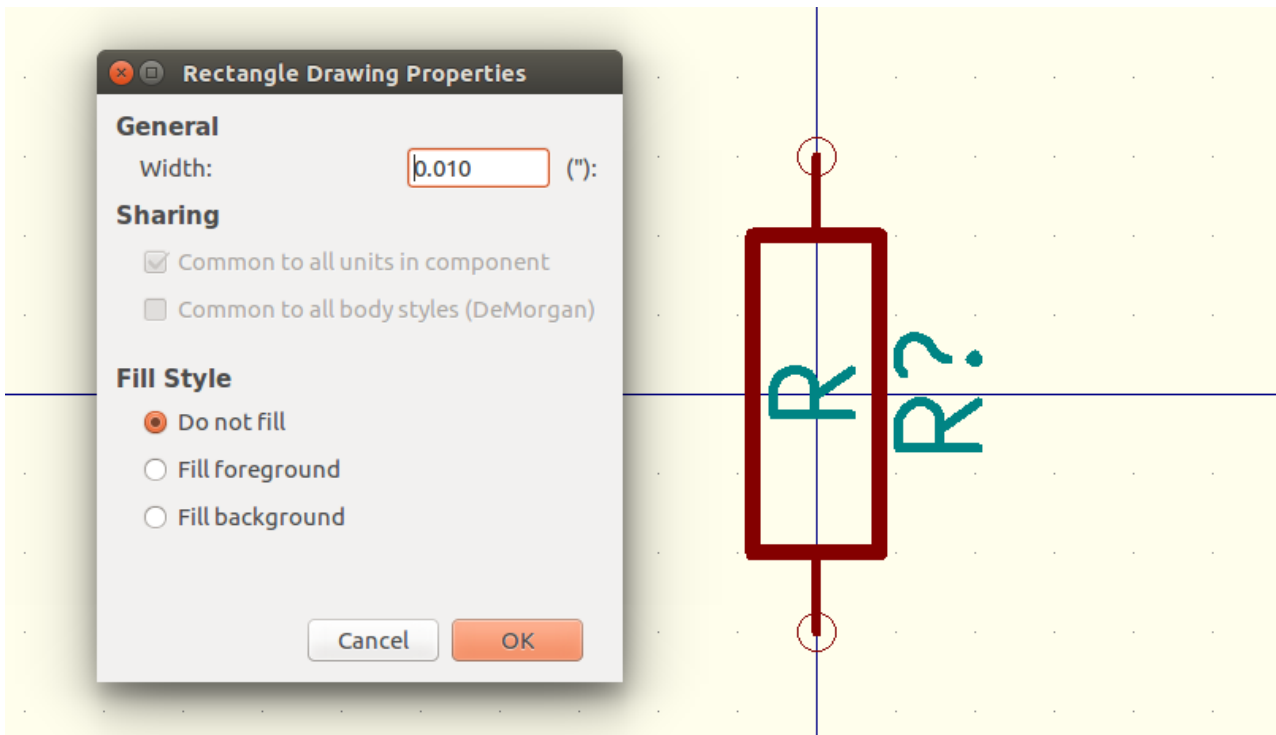 Rectangle Drawing Properties
General
Width: 0.010 ("):
Sharing
Common to all units in component
Common to all body styles (DeMorgan)
Fill Style
Do not fill
Fill foreground
Fill background
Cancel OK
R
R?